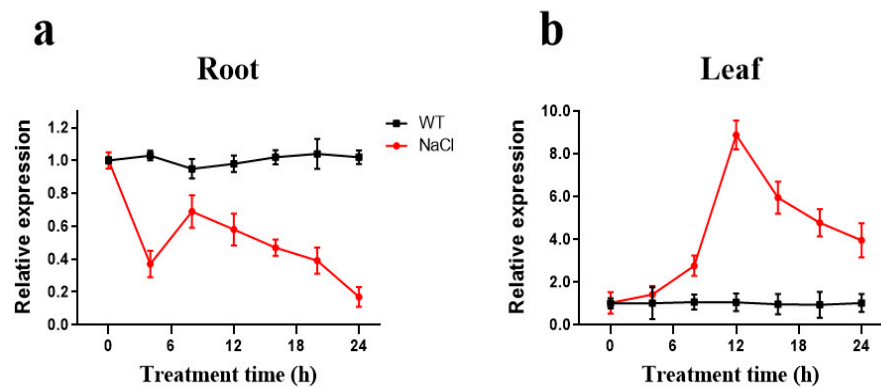 a
Root
Relative expression
1.2
1.0
0.8
0.6
0.4
0.2
0.0
0 6 12 18 24
Treatment time (h)
WT
NaCl
b
Leaf
Relative expression
10.0
8.0
6.0
4.0
2.0
0.0
0 6 12 18 24
Treatment time (h)